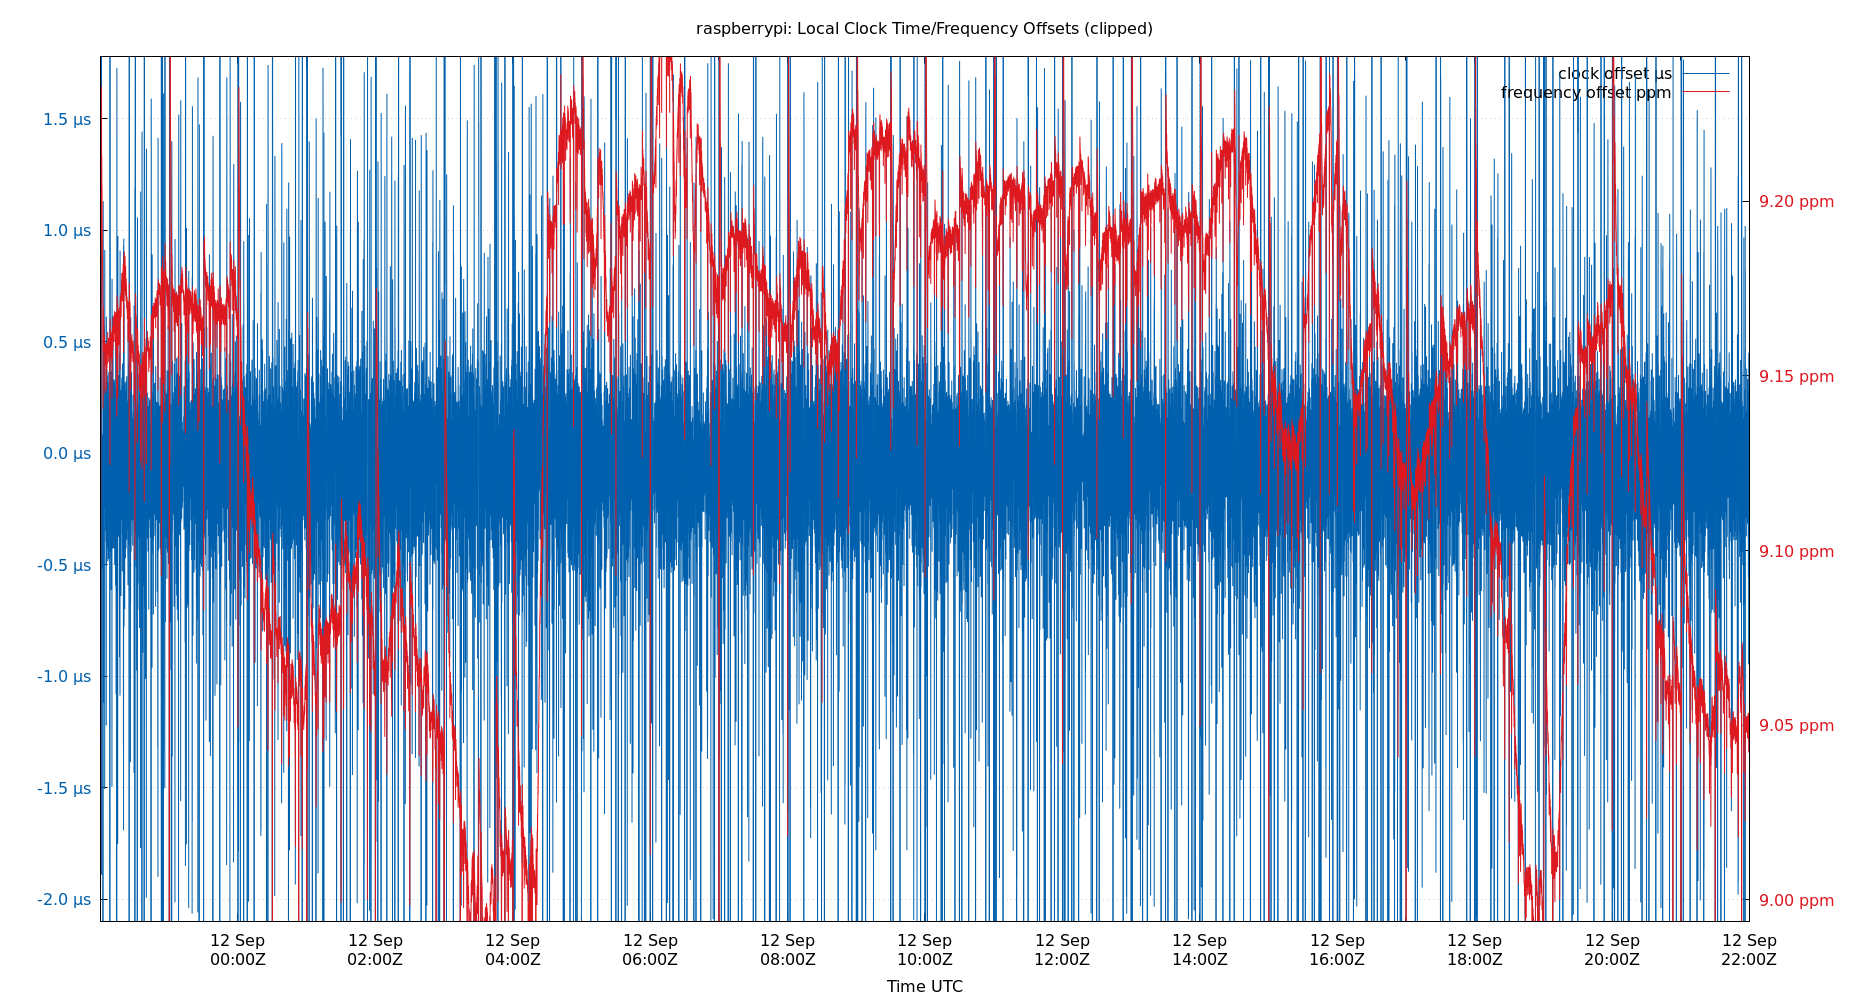 raspberrypi: Local Clock Time/Frequency Offsets (clipped)
clock offset µs
frequency offset ppm
1.5 µs
1.0 µs
0.5 µs
0.0 µs
-0.5 µs
-1.0 µs
-1.5 µs
-2.0 µs
9.20 ppm
9.15 ppm
9.10 ppm
9.05 ppm
9.00 ppm
12 Sep 12 Sep 12 Sep 12 Sep 12 Sep 12 Sep 12 Sep 12 Sep 12 Sep 12 Sep 12 Sep 12 Sep
00:00Z 02:00Z 04:00Z 06:00Z 08:00Z 10:00Z 12:00Z 14:00Z 16:00Z 18:00Z 20:00Z 22:00Z
Time UTC